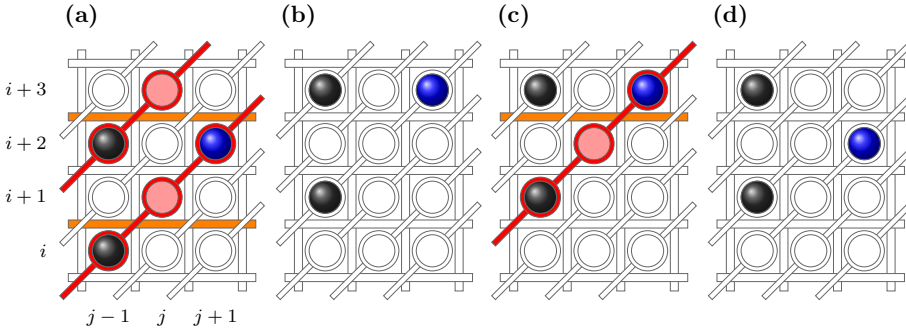 (a) (b) (c) (d)
i + 3
i + 2
i + 1
i
j − 1 j j + 1